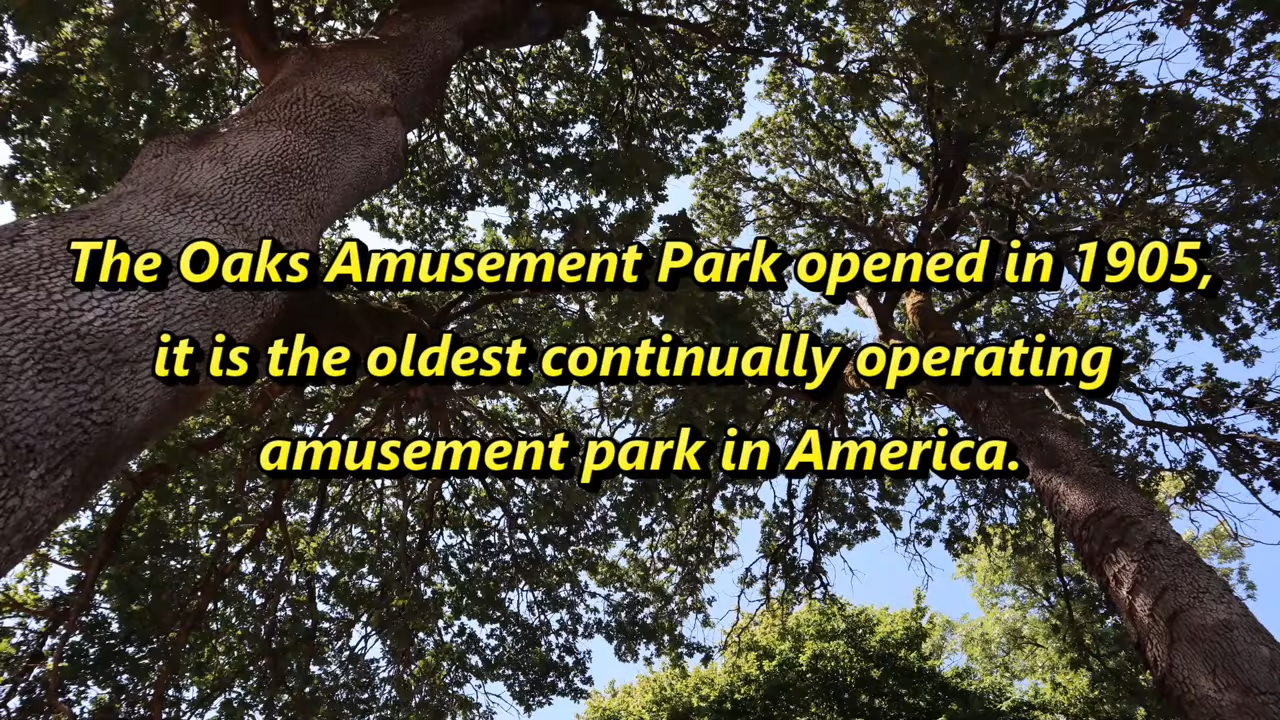 The Oaks Amusement Park opened in 1905,
it is the oldest continually operating
amusement park in America.